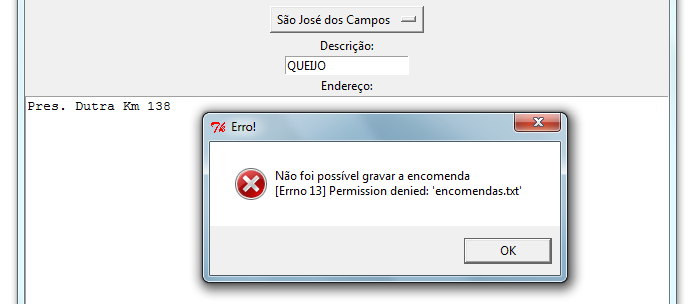 São José dos Campos
Descrição:
QUEIJO
Endereço:
Pres. Dutra Km 138
Erro!
Não foi possível gravar a encomenda
[Errno 13] Permission denied: 'encomendas.txt'
OK